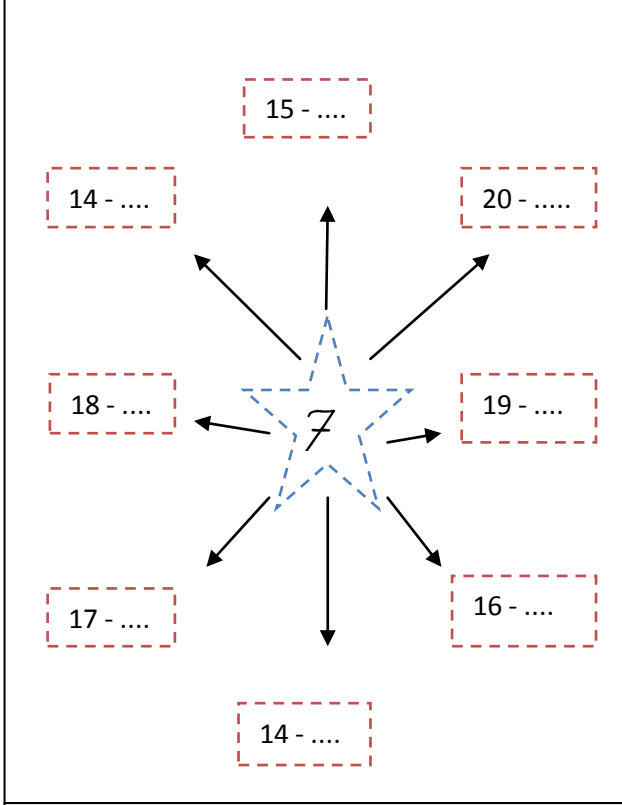 15 - ....
14 - ....
20 - .....
18 - ....
7
19 - ....
17 - ....
16 - ....
14 - ....